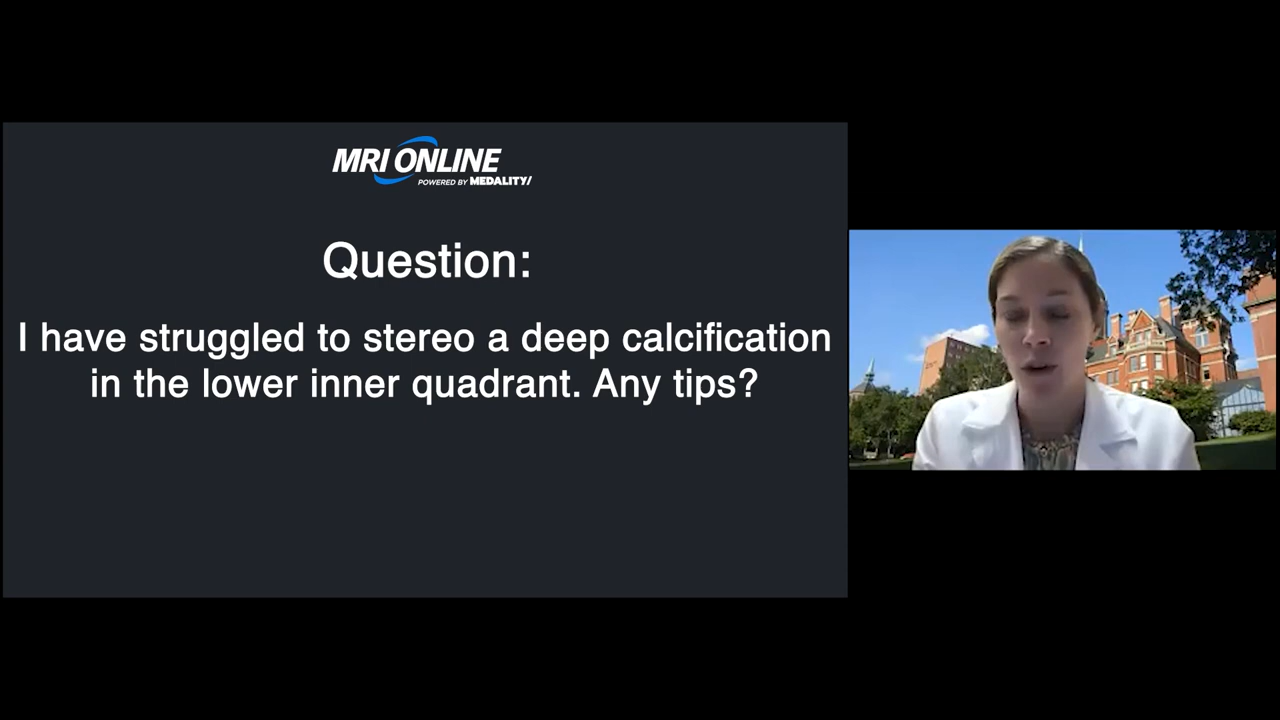 MRI ONLINE
POWERED BY MEDALITY/
Question:
I have struggled to stereo a deep calcification
in the lower inner quadrant. Any tips?